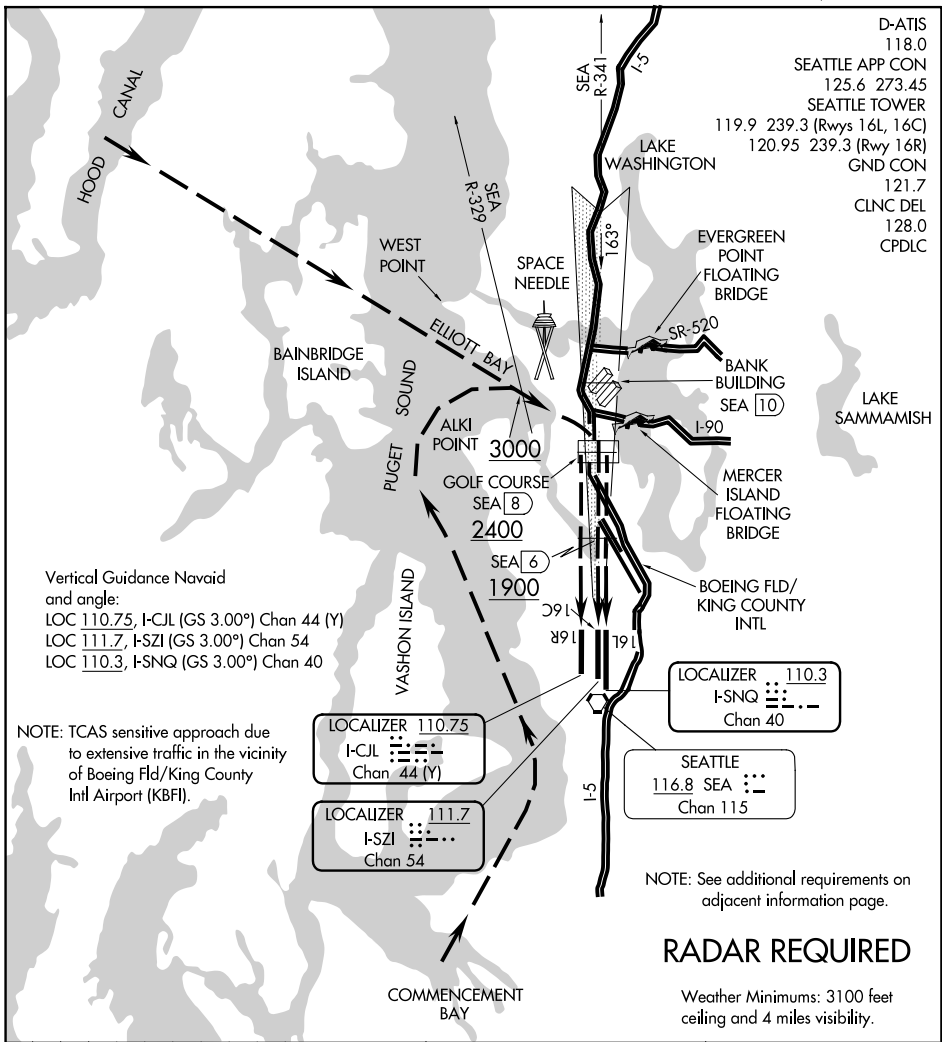 D-ATIS
118.0
SEATTLE APP CON
125.6 273.45
SEATTLE TOWER
119.9 239.3 (Rwys 16L, 16C)
120.95 239.3 (Rwy 16R)
GND CON
121.7
CLNC DEL
128.0
CPDLC
HOOD CANAL
SEA
R-341
I-5
SEA
R-329
LAKE
WASHINGTON
163°
WEST
POINT
SPACE
NEEDLE
EVERGREEN
POINT
FLOATING
BRIDGE
SR-520
ELLIOTT BAY
BAINBRIDGE
ISLAND
BANK
BUILDING
SEA 10
LAKE
SAMMAMISH
PUGET SOUND
ALKI
POINT
3000
I-90
GOLF COURSE
SEA 8
2400
MERCER
ISLAND
FLOATING
BRIDGE
SEA 6
1900
BOEING FLD/
KING COUNTY
INTL
Vertical Guidance Navaid
and angle:
LOC 110.75, I-CJL (GS 3.00°) Chan 44 (Y)
LOC 111.7, I-SZI (GS 3.00°) Chan 54
LOC 110.3, I-SNQ (GS 3.00°) Chan 40
16C
16R
16L
VASHON ISLAND
LOCALIZER 110.3
I-SNQ
Chan 40
NOTE: TCAS sensitive approach due
to extensive traffic in the vicinity
of Boeing Fld/King County
Intl Airport (KBFI).
LOCALIZER 110.75
I-CJL
Chan 44 (Y)
SEATTLE
116.8 SEA
Chan 115
I-5
LOCALIZER 111.7
I-SZI
Chan 54
NOTE: See additional requirements on
adjacent information page.
RADAR REQUIRED
COMMENCEMENT
BAY
Weather Minimums: 3100 feet
ceiling and 4 miles visibility.